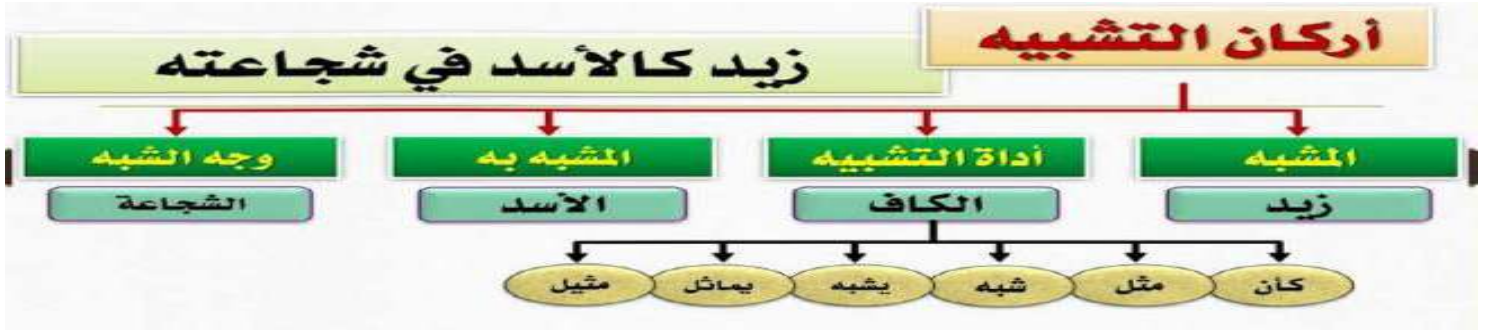 أركان التشبيه
زيد كالأسد في شجاعته
المشبه أداة التشبيه المشبه به وجه الشبه
زيد الكاف الأسد الشجاعة
كأن مثل شبه يشبه يماثل مثيل